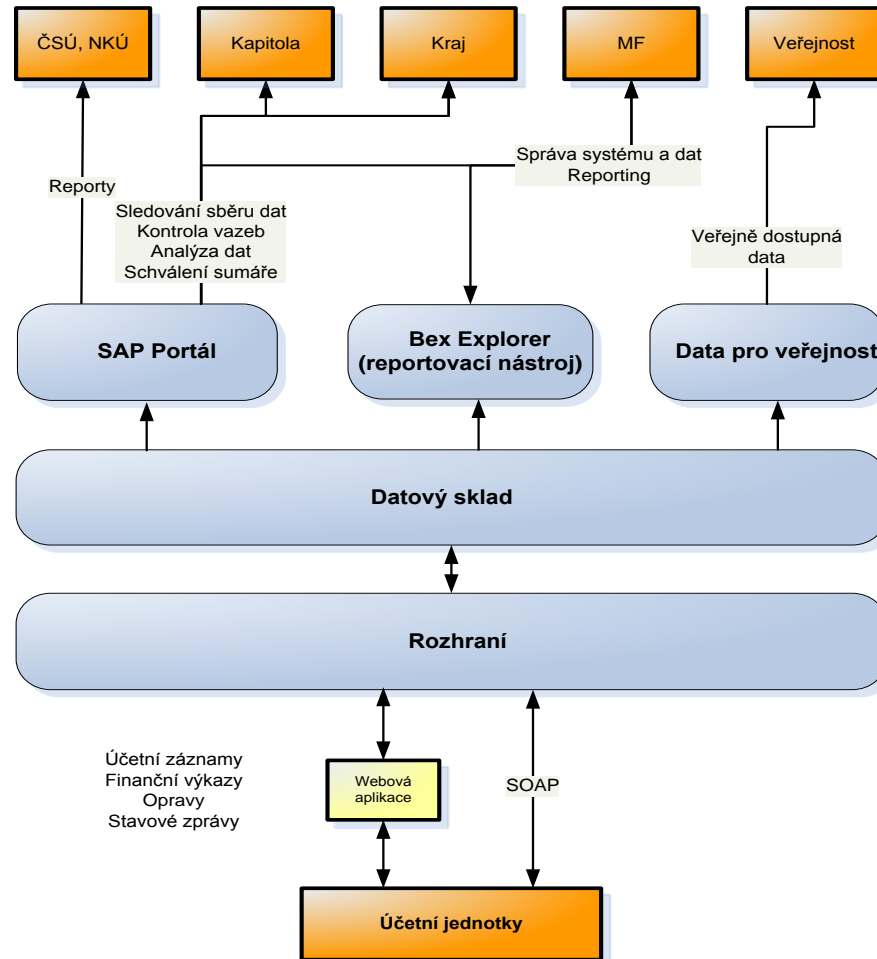 ČSÚ, NKÚ
Kapitola
Kraj
MF
Veřejnost
Správa systému a dat
Reporting
Reporty
Sledování sběru dat
Kontrola vazeb
Analýza dat
Schválení sumáře
Veřejně dostupná
data
SAP Portál
Bex Explorer
(reportovací nástroj)
Data pro veřejnost
Datový sklad
Rozhraní
Účetní záznamy
Finanční výkazy
Opravy
Stavové zprávy
Webová
aplikace
SOAP
Účetní jednotky